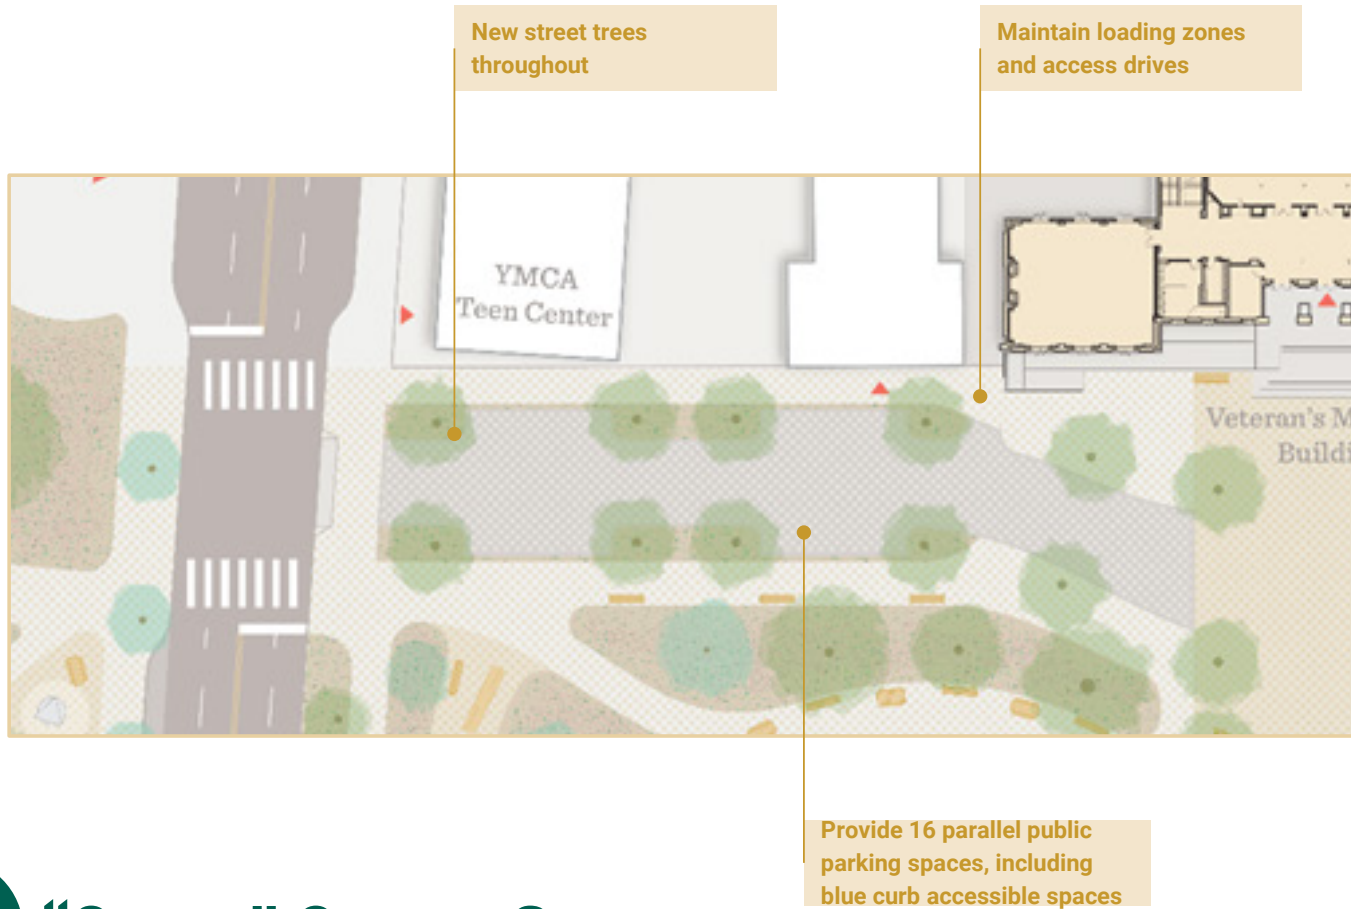 New street trees
throughout
Maintain loading zones
and access drives
YMCA
Teen Center
Veteran's
Provide 16 parallel public
parking spaces, including
blue curb accessible spaces